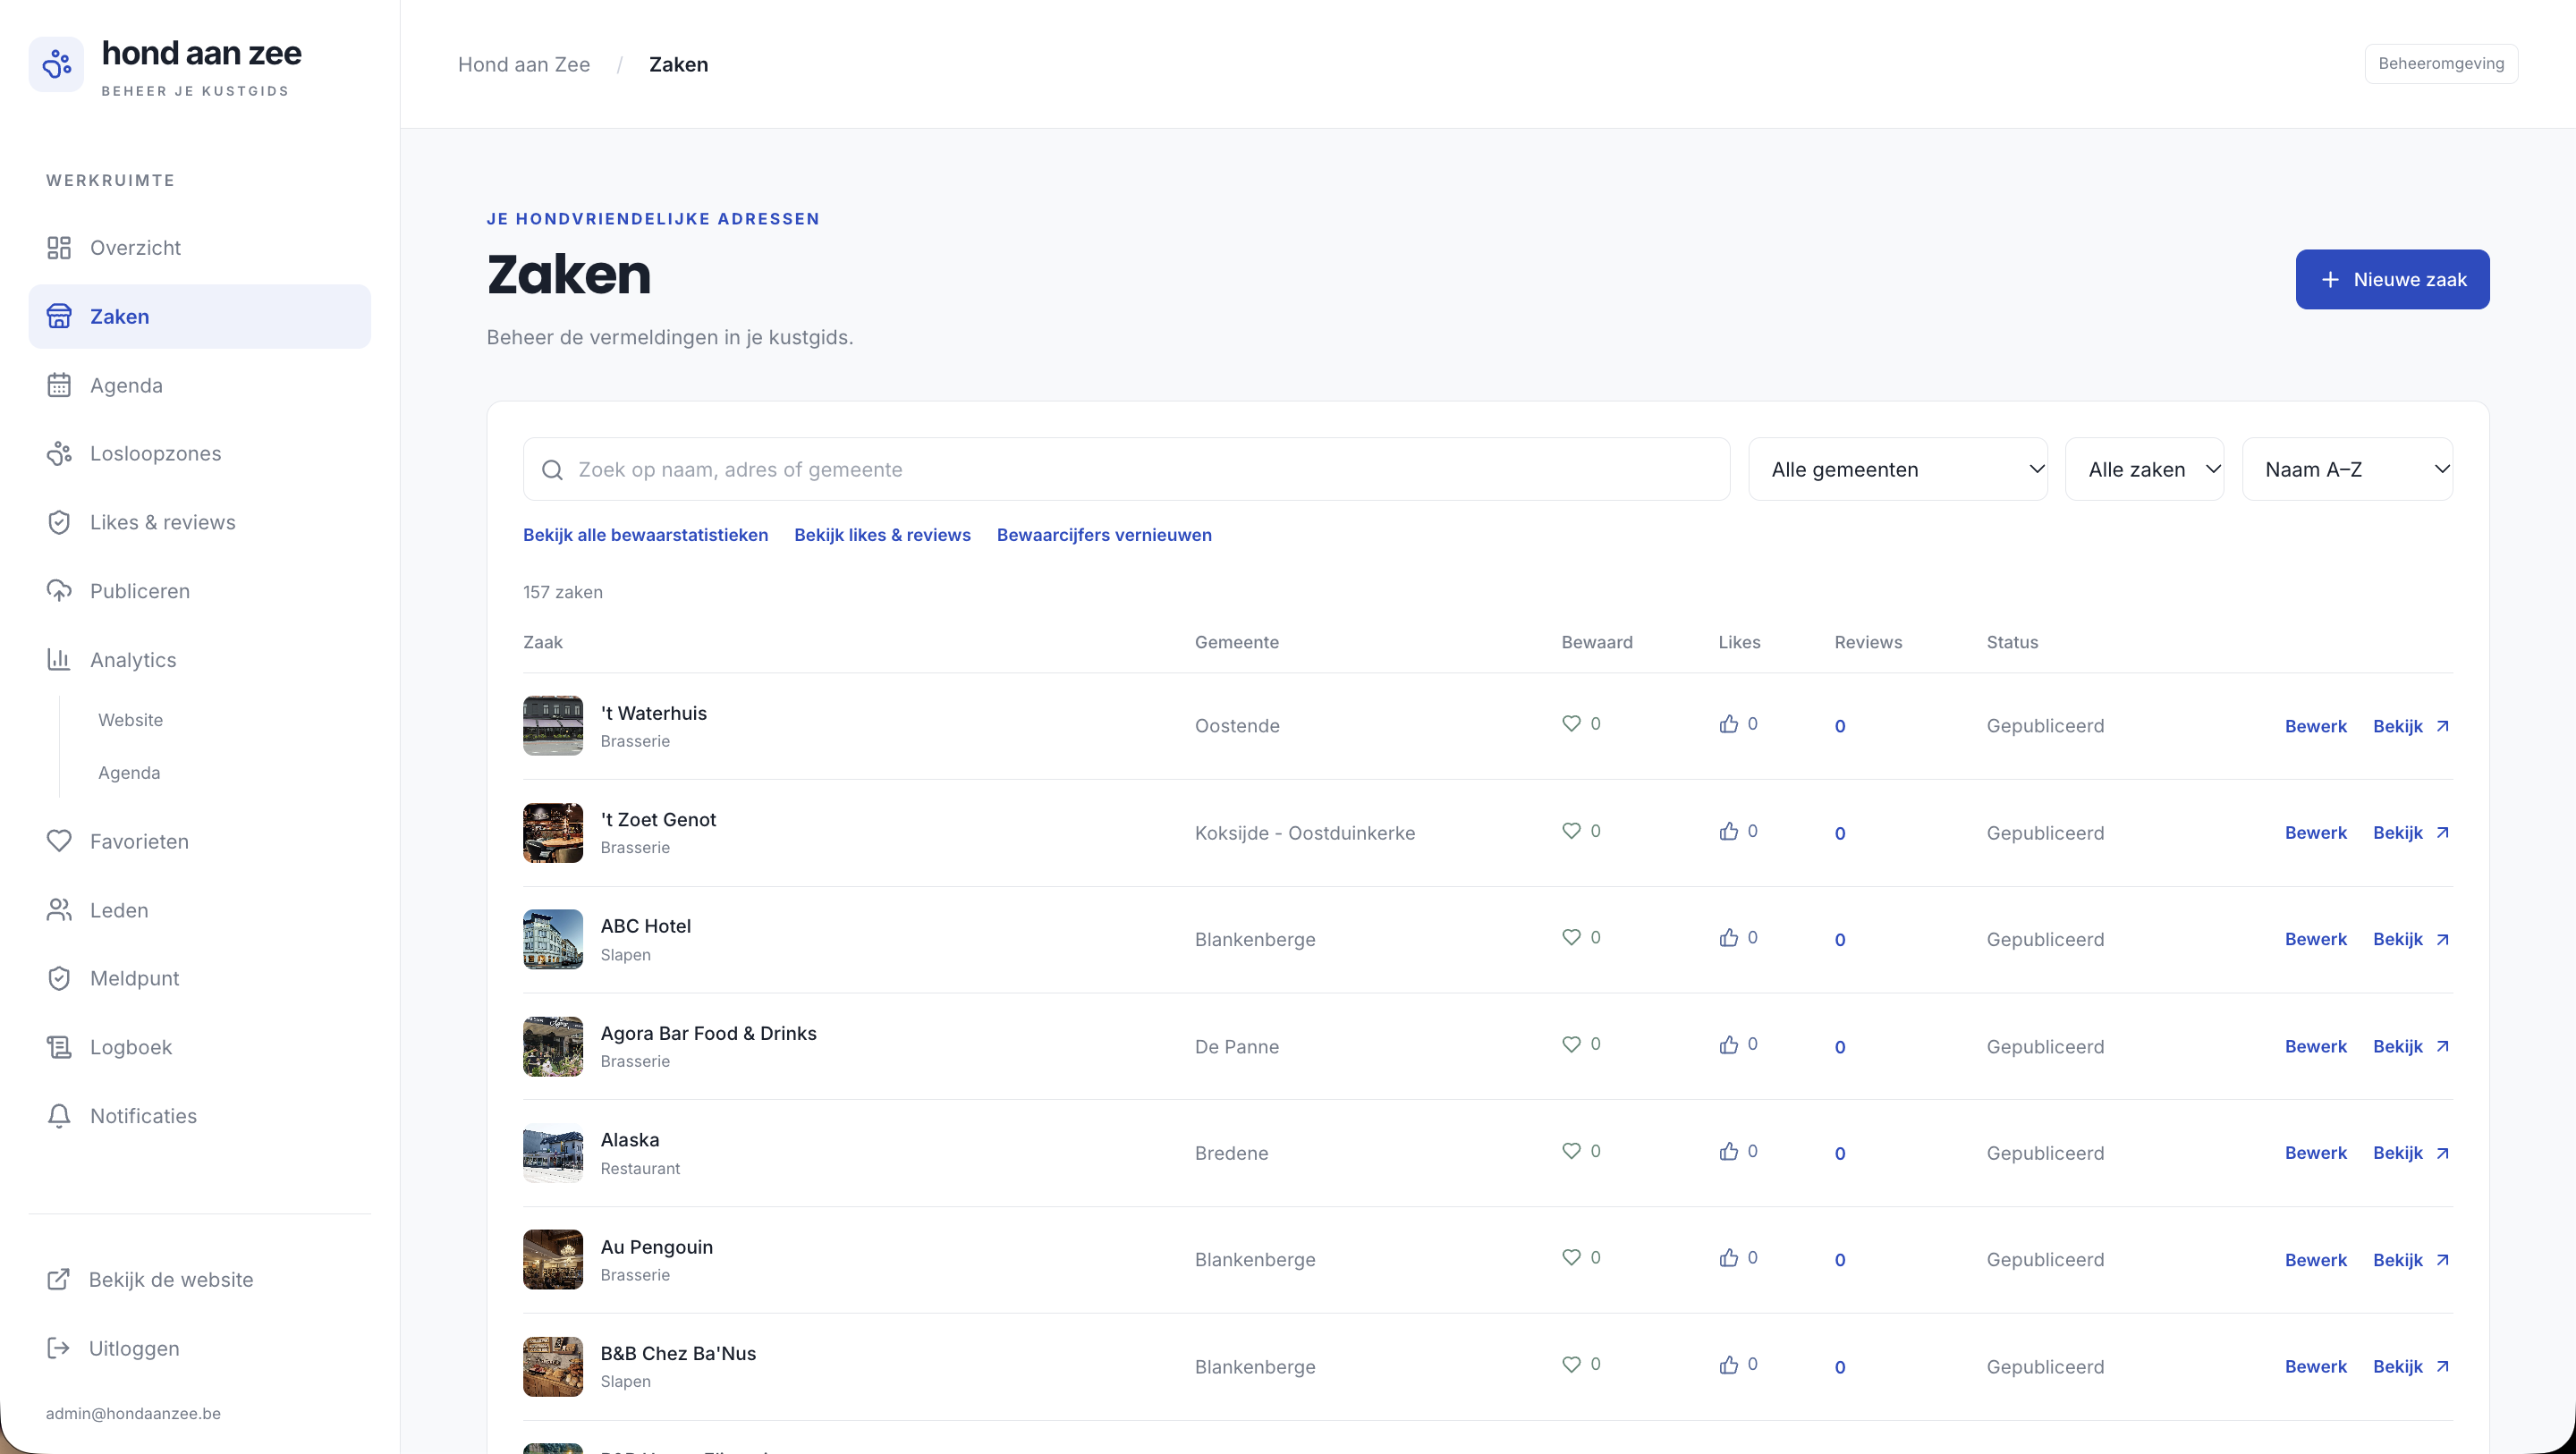 hond aan zee
BEHEER JE KUSTGIDS
WERKRUIMTE
Overzicht
Zaken
Agenda
Losloopzones
Likes & reviews
Publiceren
Analytics
Website
Agenda
Favorieten
Leden
Meldpunt
Logboek
Notificaties
Bekijk de website
Uitloggen
admin@hondaanzee.be
Hond aan Zee / Zaken
Beheeromgeving
JE HONDVRIENDELIJKE ADRESSEN
Zaken
Beheer de vermeldingen in je kustgids.
Nieuwe zaak
Zoek op naam, adres of gemeente
Alle gemeenten
Alle zaken
Naam A–Z
Bekijk alle bewaarstatistieken Bekijk likes & reviews Bewaarcijfers vernieuwen
157 zaken
Zaak Gemeente Bewaard Likes Reviews Status
't Waterhuis
Brasserie
Oostende 0 0 0 Gepubliceerd Bewerk Bekijk
't Zoet Genot
Brasserie
Koksijde - Oostduinkerke 0 0 0 Gepubliceerd Bewerk Bekijk
ABC Hotel
Slapen
Blankenberge 0 0 0 Gepubliceerd Bewerk Bekijk
Agora Bar Food & Drinks
Brasserie
De Panne 0 0 0 Gepubliceerd Bewerk Bekijk
Alaska
Restaurant
Bredene 0 0 0 Gepubliceerd Bewerk Bekijk
Au Pengouin
Brasserie
Blankenberge 0 0 0 Gepubliceerd Bewerk Bekijk
B&B Chez Ba'Nus
Slapen
Blankenberge 0 0 0 Gepubliceerd Bewerk Bekijk